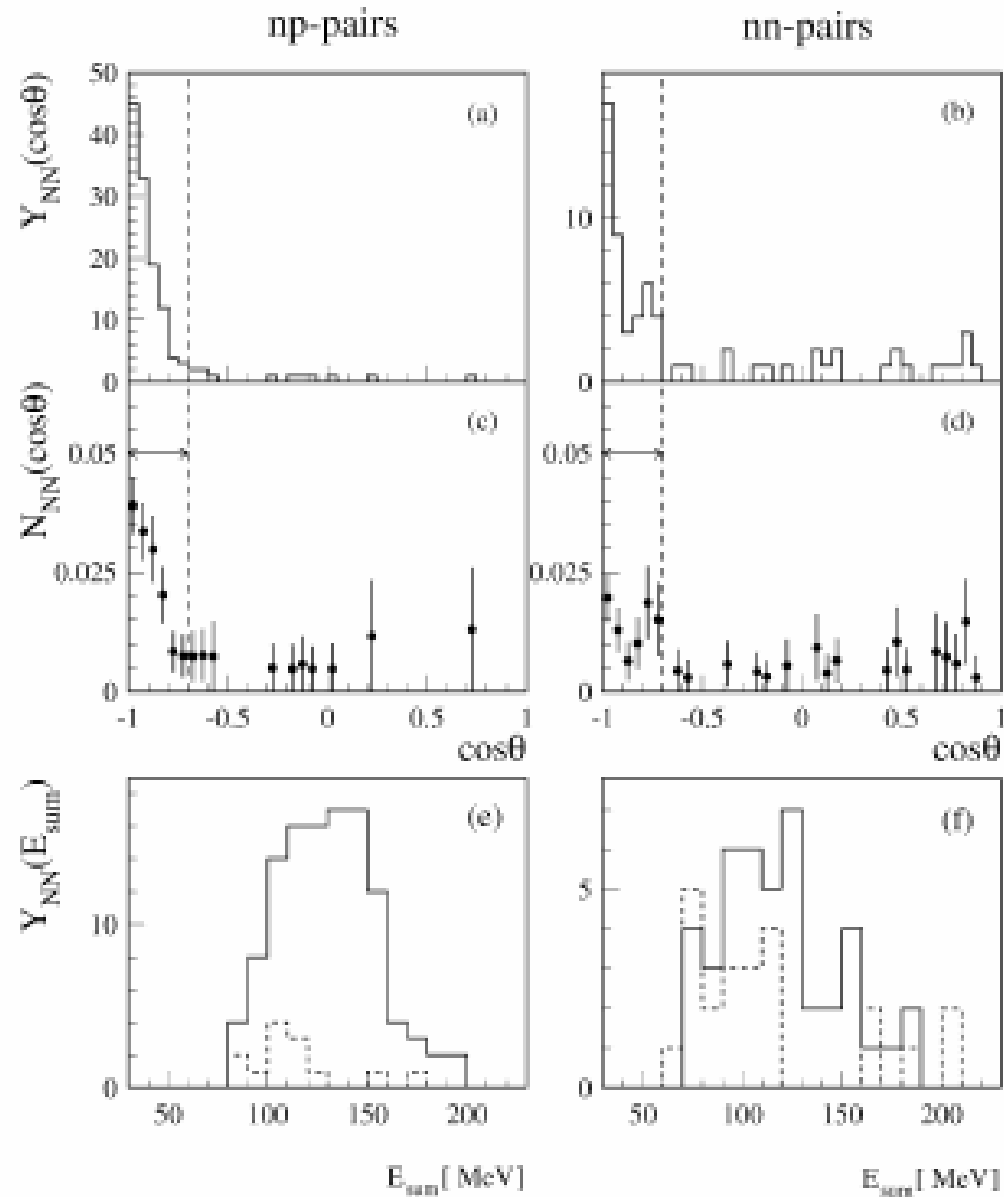 np-pairs nn-pairs
Y_NN(cosθ)
50
40
30
20
10
0
(a)
10
0
(b)
N_NN(cosθ)
0.05
0.025
0
(c)
-1 -0.5 0 0.5 1
cosθ
0.05
0.025
0
(d)
-1 -0.5 0 0.5 1
cosθ
Y_NN(E_sum)
10
0
(e)
50 100 150 200
E_sum[ MeV]
5
0
(f)
50 100 150 200
E_sum[ MeV]